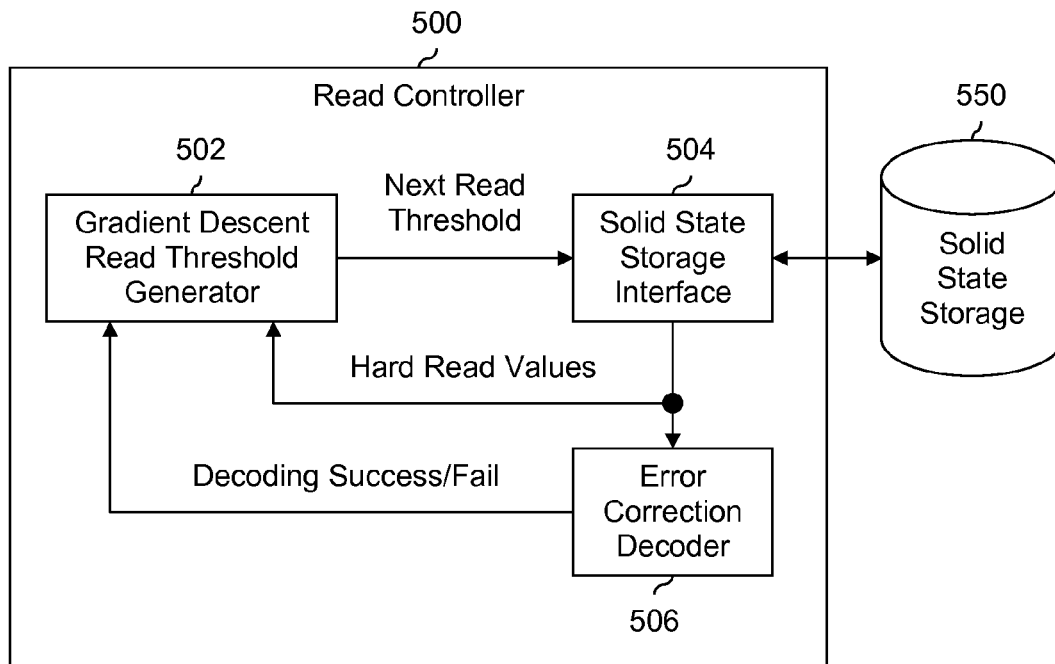 500
Read Controller
550
502
504
Next Read
Threshold
Gradient Descent
Read Threshold
Generator
Solid State
Storage
Interface
Solid
State
Storage
Hard Read Values
Decoding Success/Fail
Error
Correction
Decoder
506